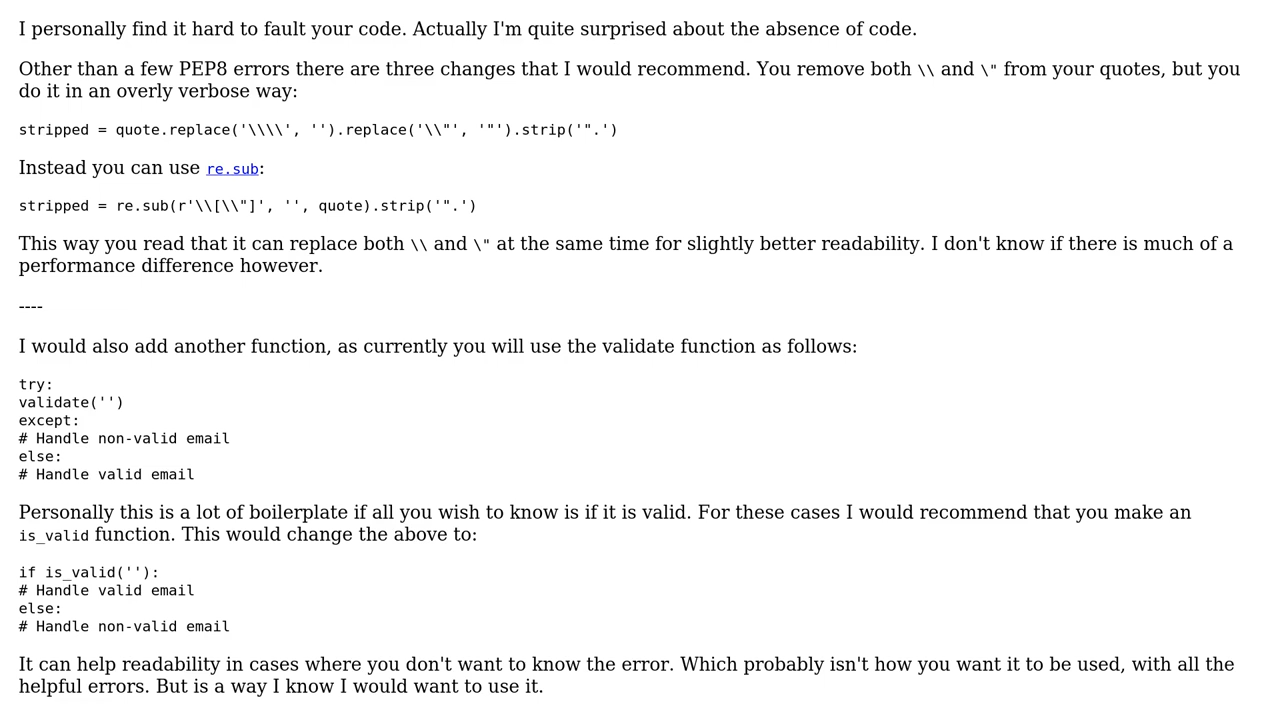 I personally find it hard to fault your code. Actually I'm quite surprised about the absence of code.
Other than a few PEP8 errors there are three changes that I would recommend. You remove both \\ and \" from your quotes, but you
do it in an overly verbose way:
stripped = quote.replace('\\\\', '').replace('\\"', '"').strip('".')
Instead you can use re.sub:
stripped = re.sub(r'\\[\\"]', '', quote).strip('".')
This way you read that it can replace both \\ and \" at the same time for slightly better readability. I don't know if there is much of a
performance difference however.
----
I would also add another function, as currently you will use the validate function as follows:
try:
validate('')
except:
# Handle non-valid email
else:
# Handle valid email
Personally this is a lot of boilerplate if all you wish to know is if it is valid. For these cases I would recommend that you make an
is_valid function. This would change the above to:
if is_valid(''):
# Handle valid email
else:
# Handle non-valid email
It can help readability in cases where you don't want to know the error. Which probably isn't how you want it to be used, with all the
helpful errors. But is a way I know I would want to use it.